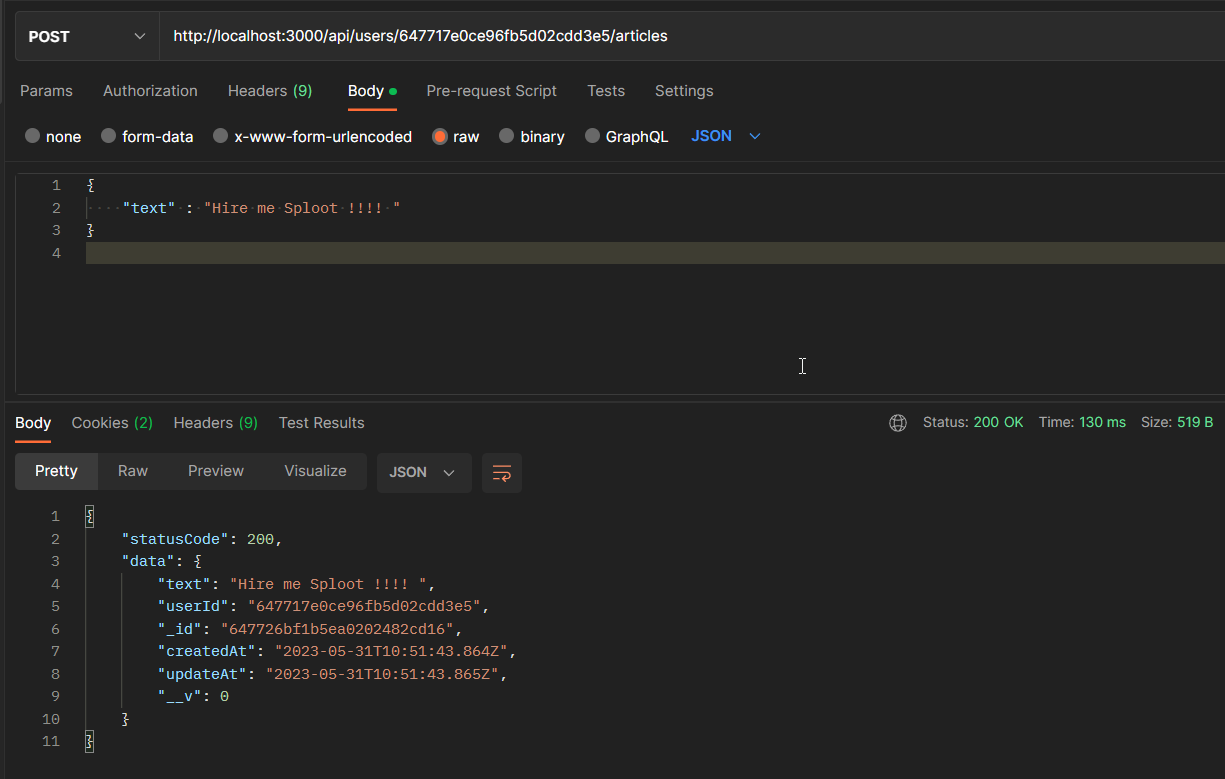 POST http://localhost:3000/api/users/647717e0ce96fb5d02cdd3e5/articles
Params Authorization Headers (9) Body Pre-request Script Tests Settings
none form-data x-www-form-urlencoded raw binary GraphQL JSON
1 {
2 "text" : "Hire me Sploot !!!! "
3 }
4
Body Cookies (2) Headers (9) Test Results Status: 200 OK Time: 130 ms Size: 519 B
Pretty Raw Preview Visualize JSON
1 {
2 "statusCode": 200,
3 "data": {
4 "text": "Hire me Sploot !!!! ",
5 "userId": "647717e0ce96fb5d02cdd3e5",
6 "_id": "647726bf1b5ea0202482cd16",
7 "createdAt": "2023-05-31T10:51:43.864Z",
8 "updateAt": "2023-05-31T10:51:43.865Z",
9 "__v": 0
10 }
11 }